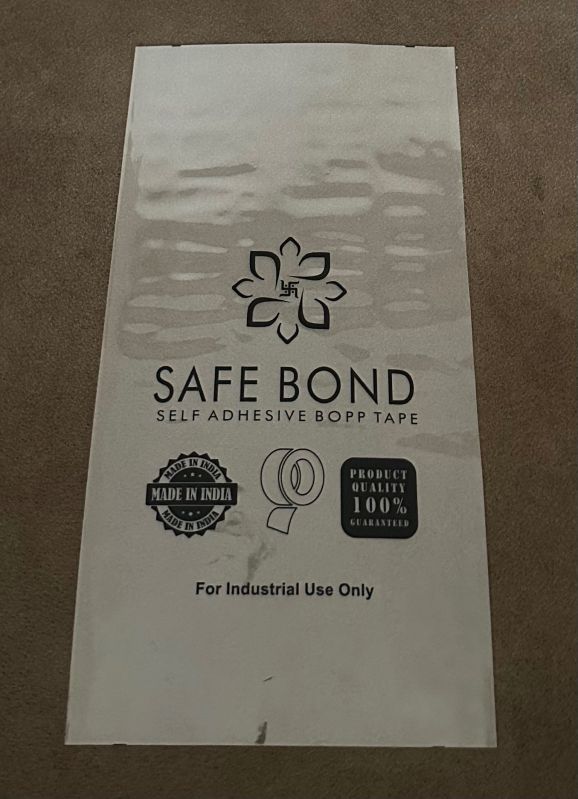 SAFE BOND
SELF ADHESIVE BOPP TAPE
MADE IN INDIA
MADE IN INDIA
MADE IN INDIA
PRODUCT
QUALITY
100%
GUARANTEED
For Industrial Use Only